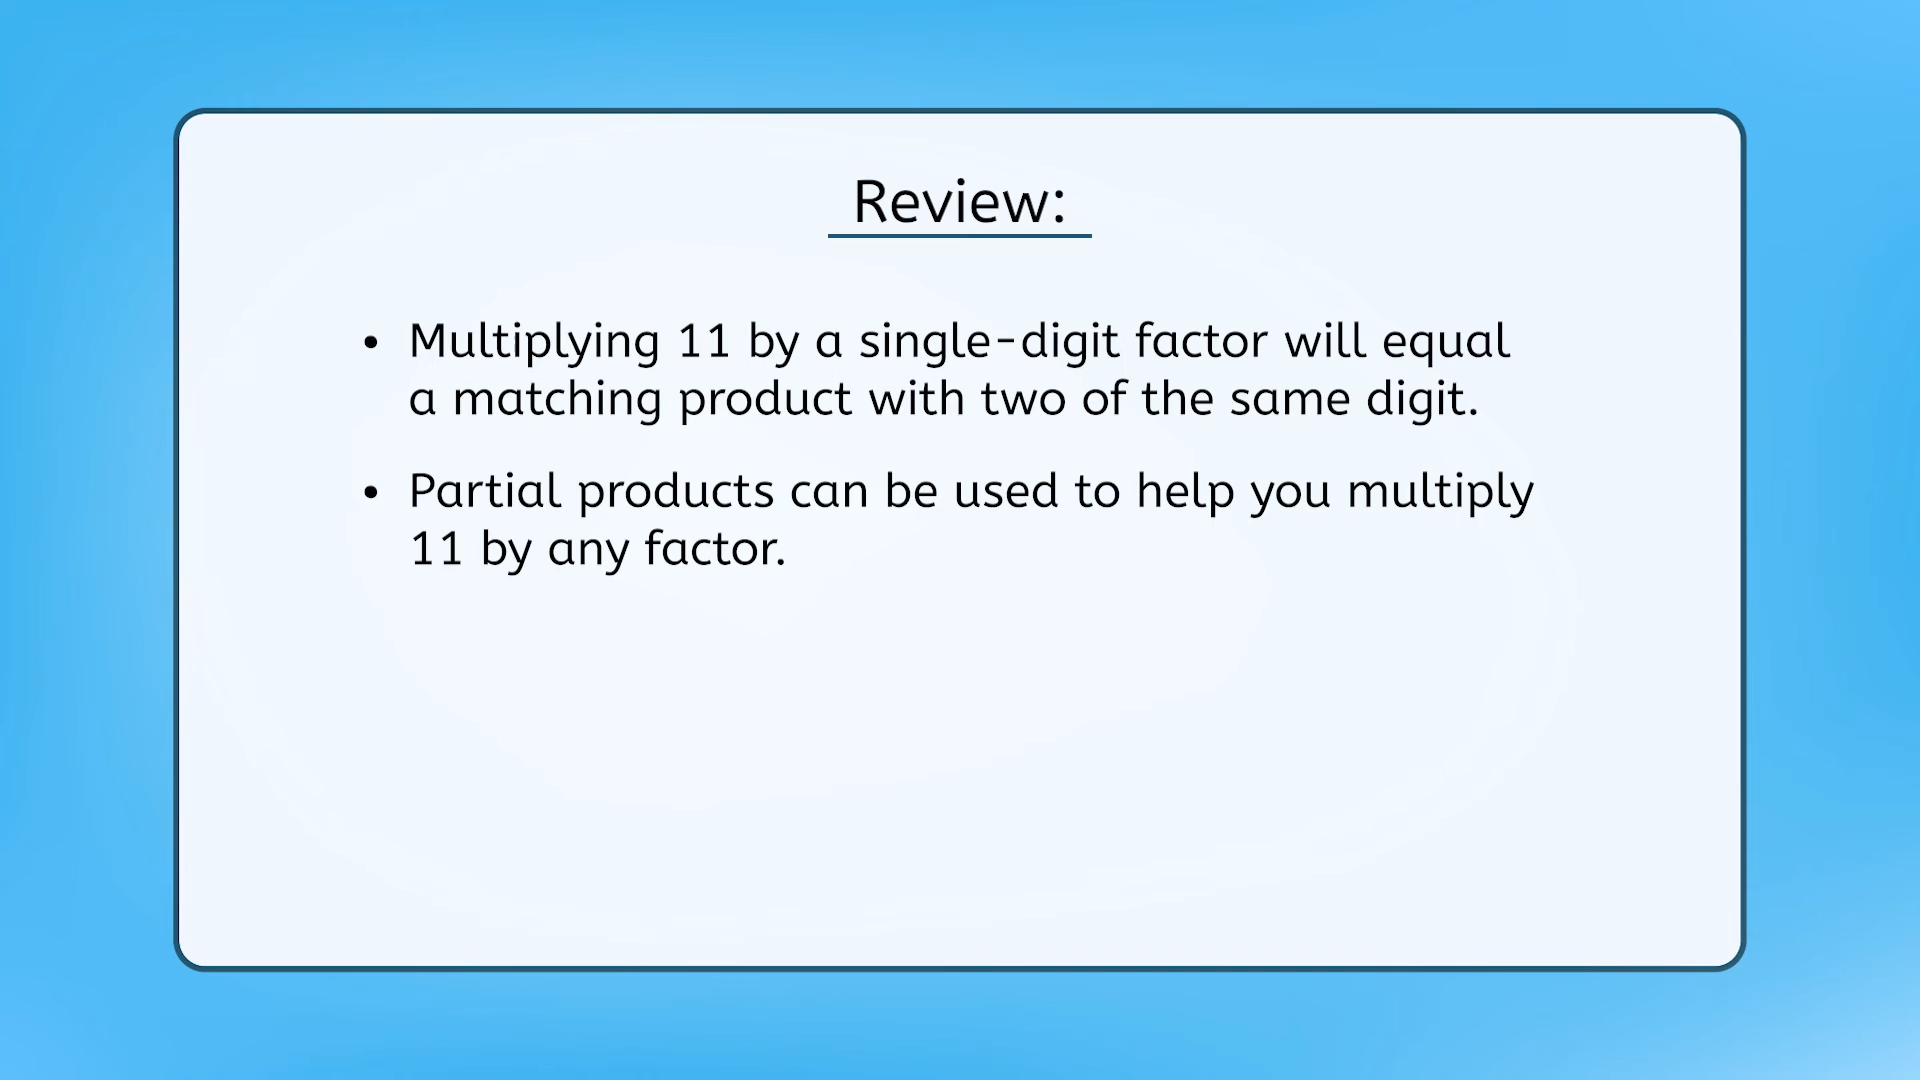 Review:
• Multiplying 11 by a single-digit factor will equal
a matching product with two of the same digit.
• Partial products can be used to help you multiply
11 by any factor.